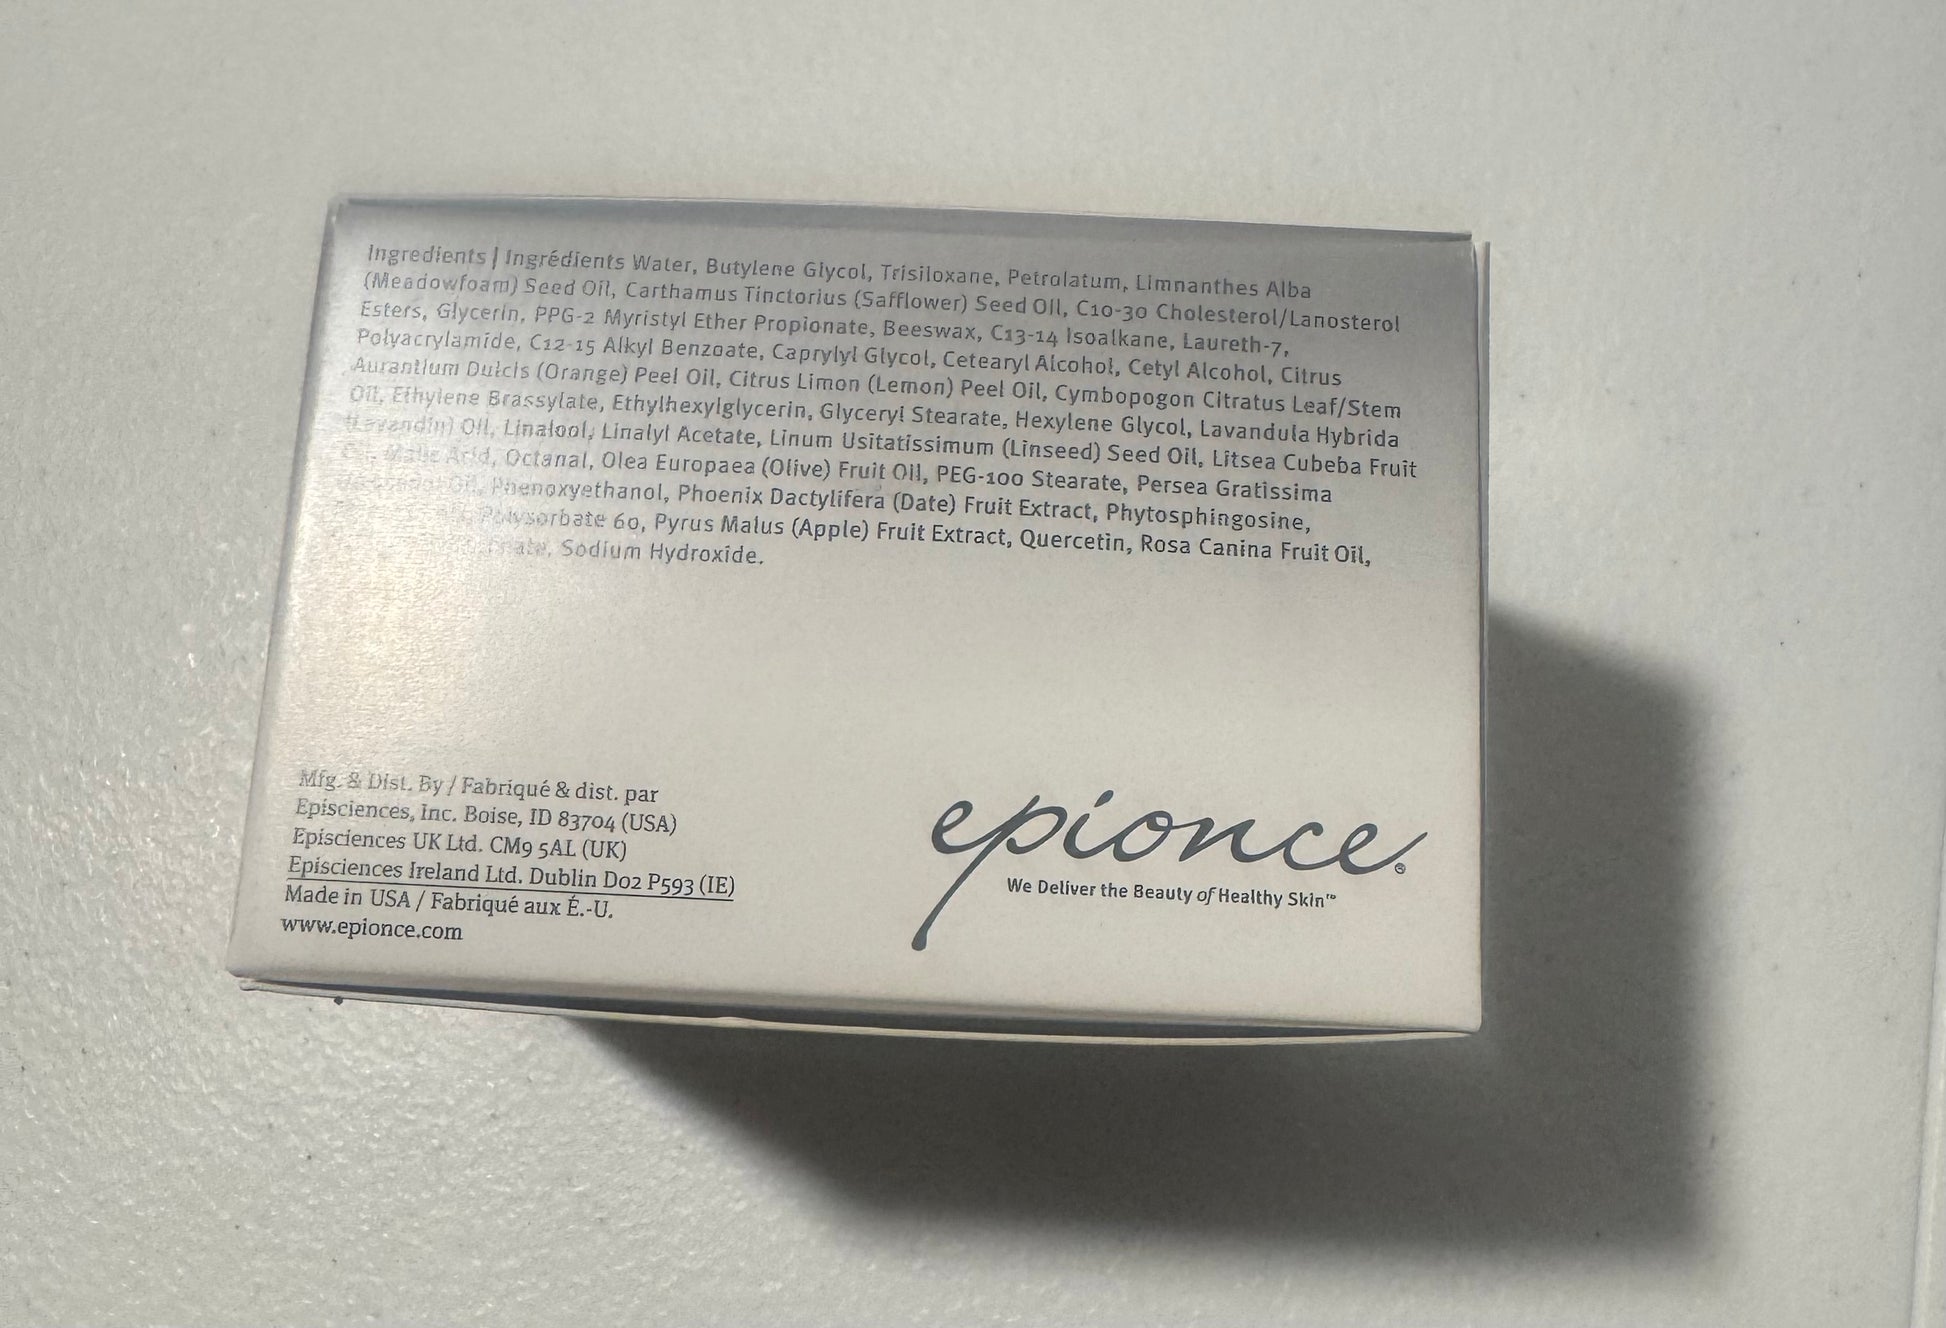 Ingredients | Ingrédients Water, Butylene Glycol, Trisiloxane, Petrolatum, Limnanthes Alba
(Meadowfoam) Seed Oil, Carthamus Tinctorius (Safflower) Seed Oil, C10-30 Cholesterol/Lanosterol
Esters, Glycerin, PPG-2 Myristyl Ether Propionate, Beeswax, C13-14 Isoalkane, Laureth-7,
Polyacrylamide, C12-15 Alkyl Benzoate, Caprylyl Glycol, Cetearyl Alcohol, Cetyl Alcohol, Citrus
Aurantium Dulcis (Orange) Peel Oil, Citrus Limon (Lemon) Peel Oil, Cymbopogon Citratus Leaf/Stem
Oil, Ethylene Brassylate, Ethylhexylglycerin, Glyceryl Stearate, Hexylene Glycol, Lavandula Hybrida
(Lavandin) Oil, Linalool, Linalyl Acetate, Linum Usitatissimum (Linseed) Seed Oil, Litsea Cubeba Fruit
Malic Acid, Octanal, Olea Europaea (Olive) Fruit Oil, PEG-100 Stearate, Persea Gratissima
Oil, Phenoxyethanol, Phoenix Dactylifera (Date) Fruit Extract, Phytosphingosine,
Polysorbate 60, Pyrus Malus (Apple) Fruit Extract, Quercetin, Rosa Canina Fruit Oil,
Sodium Hydroxide.
Mfg. & Dist. By / Fabriqué & dist. par
Episciences, Inc. Boise, ID 83704 (USA)
Episciences UK Ltd. CM9 5AL (UK)
Episciences Ireland Ltd. Dublin D02 P593 (IE)
Made in USA / Fabriqué aux É.-U.
www.epionce.com
epionce®
We Deliver the Beauty of Healthy Skin™